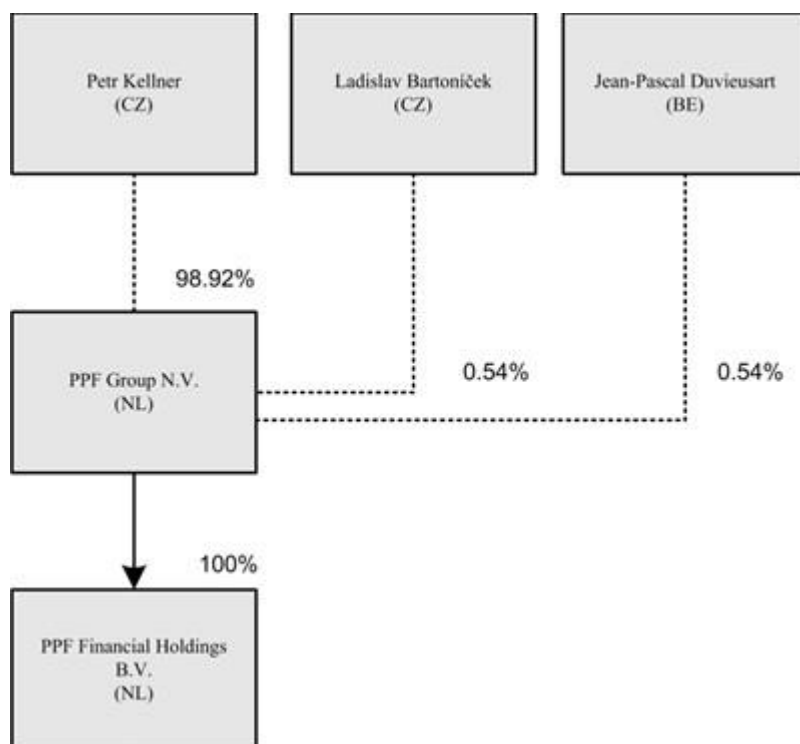 Petr Kellner
(CZ)
Ladislav Bartoníček
(CZ)
Jean-Pascal Duvieusart
(BE)
98.92%
0.54%
0.54%
PPF Group N.V.
(NL)
100%
PPF Financial Holdings
B.V.
(NL)